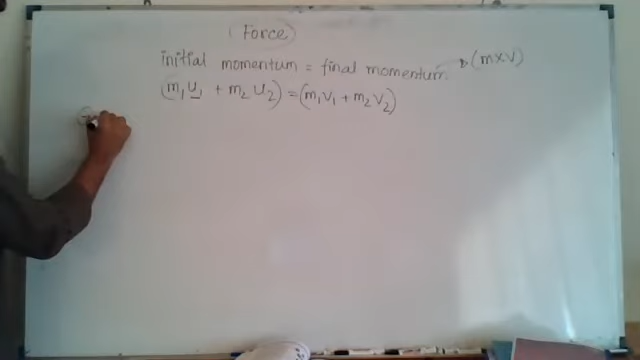 (Force)
initial momentum = final momentum → (m×v)
(m₁u₁ + m₂u₂) = (m₁v₁ + m₂v₂)